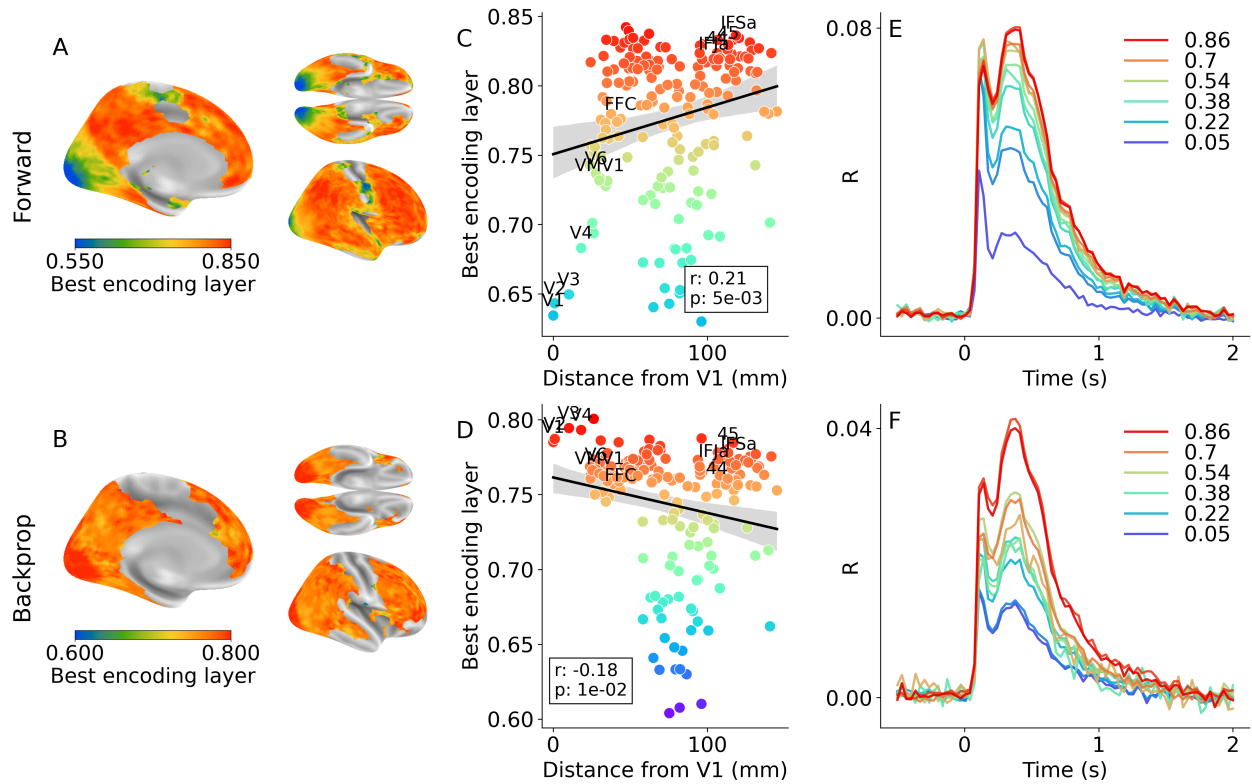 A
Forward
0.550
0.850
Best encoding layer
B
Backprop
0.600
0.800
Best encoding layer
C
Best encoding layer
0.85
0.80
0.75
0.70
0.65
IFSa
45
44
IFJa
FFC
V6
VMV1
V4
V3
V2
V1
r: 0.21
p: 5e-03
0
100
Distance from V1 (mm)
D
Best encoding layer
0.80
0.75
0.70
0.65
0.60
V3
V4
V2
V1
V6
VMV1
FFC
45
IFSa
IFJa
44
r: -0.18
p: 1e-02
0
100
Distance from V1 (mm)
E
R
0.08
0.00
0.86
0.7
0.54
0.38
0.22
0.05
0
1
2
Time (s)
F
R
0.04
0.00
0.86
0.7
0.54
0.38
0.22
0.05
0
1
2
Time (s)